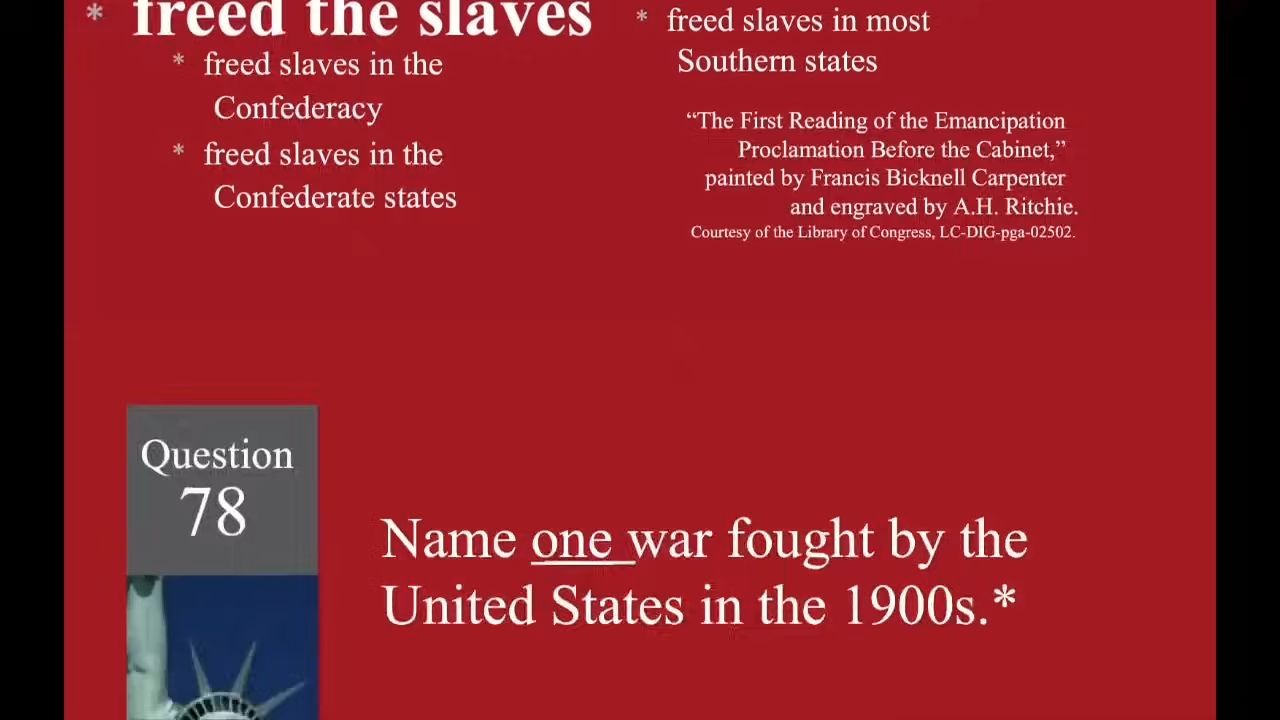 * freed the slaves
* freed slaves in the
Confederacy
* freed slaves in the
Confederate states
* freed slaves in most
Southern states
“The First Reading of the Emancipation
Proclamation Before the Cabinet,”
painted by Francis Bicknell Carpenter
and engraved by A.H. Ritchie.
Courtesy of the Library of Congress, LC-DIG-pga-02502.
Question
78
Name one war fought by the
United States in the 1900s.*